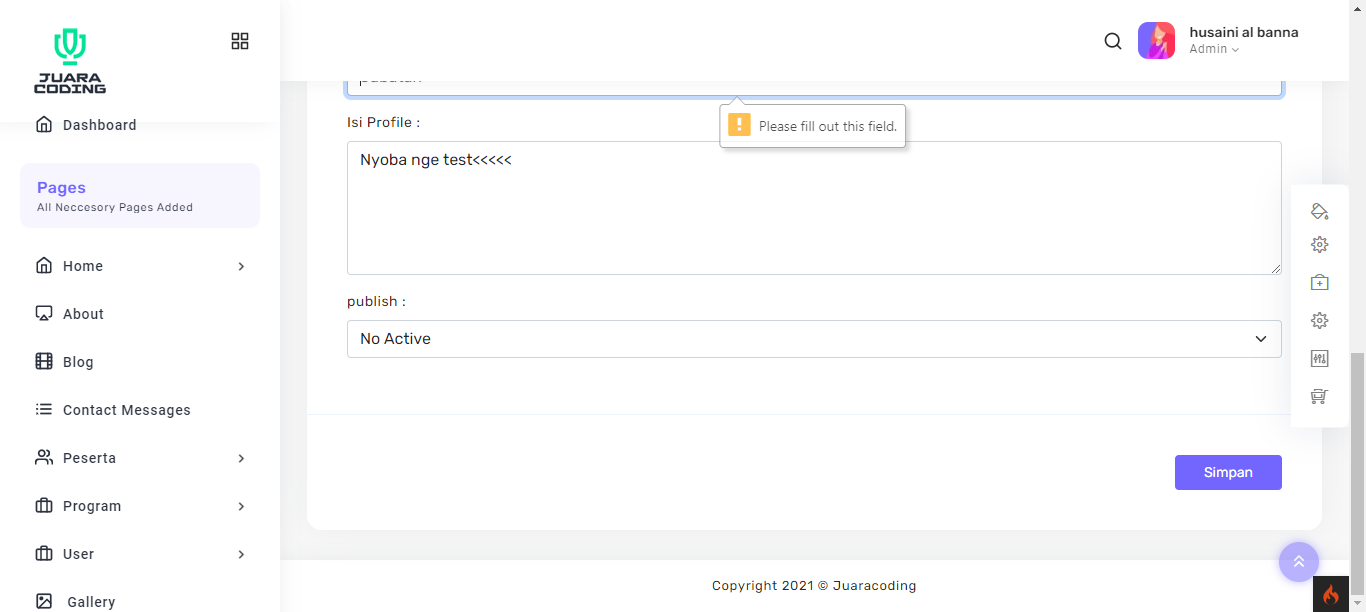 JUARA
CODING
husaini al banna
Admin
Dashboard
Pages
All Neccesory Pages Added
Home
About
Blog
Contact Messages
Peserta
Program
User
Gallery
Please fill out this field.
Isi Profile :
Nyoba nge test<<<<<
publish :
No Active
Simpan
Copyright 2021 © Juaracoding